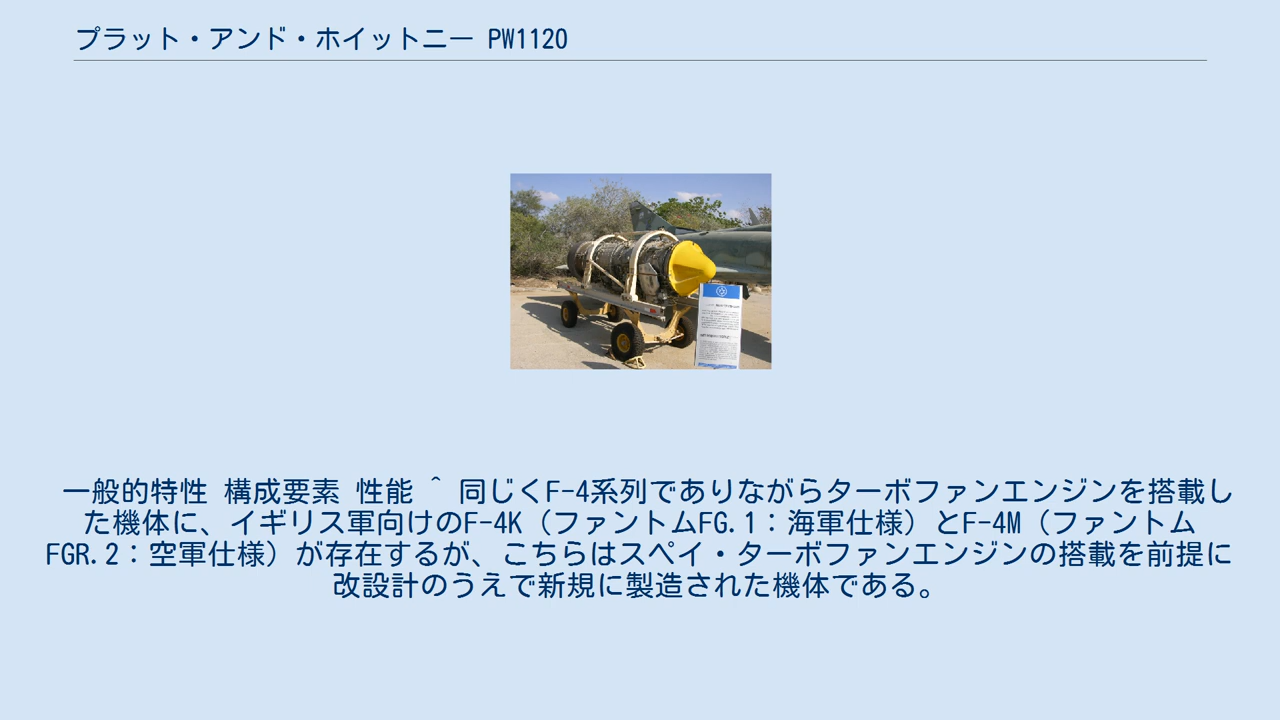 プラット・アンド・ホイットニー PW1120
一般的特性 構成要素 性能 ^ 同じくF-4系列でありながらターボファンエンジンを搭載し
た機体に、イギリス軍向けのF-4K（ファントムFG.1：海軍仕様）とF-4M（ファントム
FGR.2：空軍仕様）が存在するが、こちらはスペイ・ターボファンエンジンの搭載を前提に
改設計のうえで新規に製造された機体である。